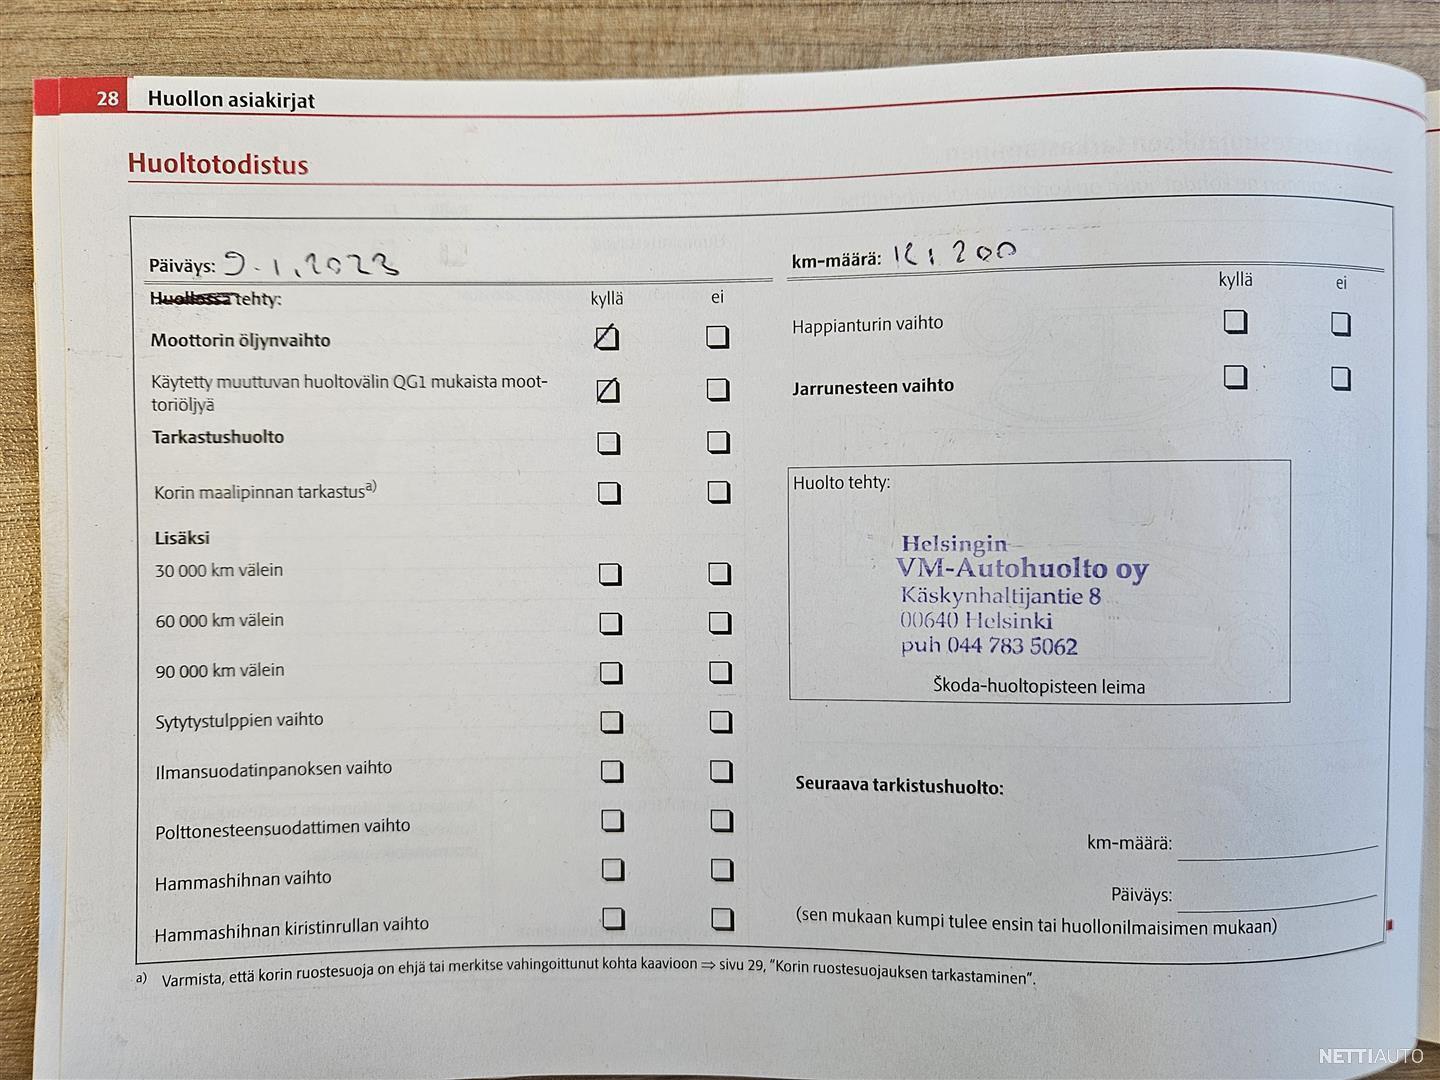 28 Huollon asiakirjat
Huoltotodistus
Päiväys: 9.1.2023
Huollossa tehty:
kyllä ei
Moottorin öljynvaihto
Käytetty muuttuvan huoltovälin QG1 mukaista moot-
toriöljyä
Tarkastushuolto
Korin maalipinnan tarkastus a)
Lisäksi
30 000 km välein
60 000 km välein
90 000 km välein
Sytytystulppien vaihto
Ilmansuodatinpanoksen vaihto
Polttonesteensuodattimen vaihto
Hammashihnan vaihto
Hammashihnan kiristinrullan vaihto
km-määrä:
kyllä ei
Happianturin vaihto
Jarrunesteen vaihto
Huolto tehty:
Helsingin
VM-Autohuolto oy
Käskynhaltijantie 8
00640 Helsinki
puh 044 783 5062
Škoda-huoltopisteen leima
Seuraava tarkistushuolto:
km-määrä:
Päiväys:
(sen mukaan kumpi tulee ensin tai huollonilmaisimen mukaan)
a) Varmista, että korin ruostesuoja on ehjä tai merkitse vahingoittunut kohta kaavioon ⇒ sivu 29, "Korin ruostesuojauksen tarkastaminen".
NETTIAUTO